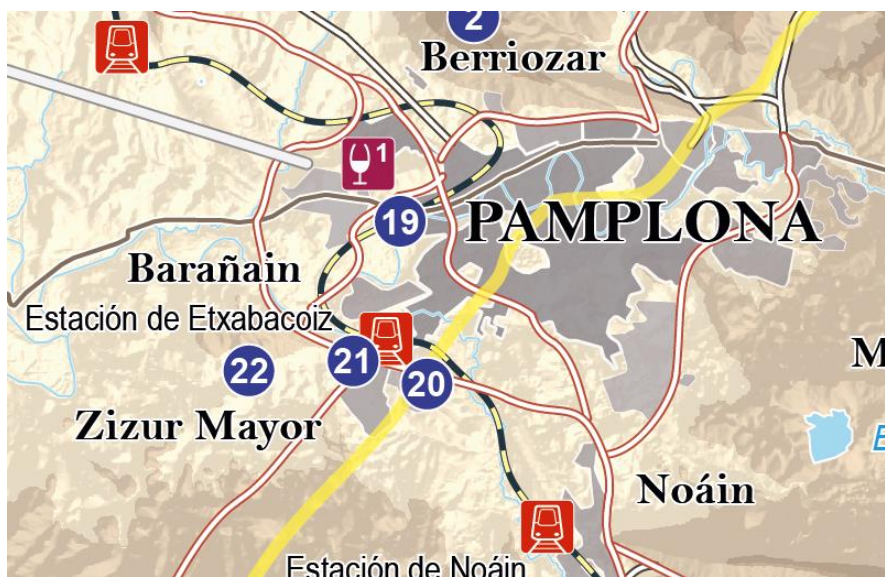 2
Berriozar
1
19
PAMPLONA
Barañain
Estación de Etxabacoiz
21
22
20
M
Zizur Mayor
E
Noáin
Estación de Noáin